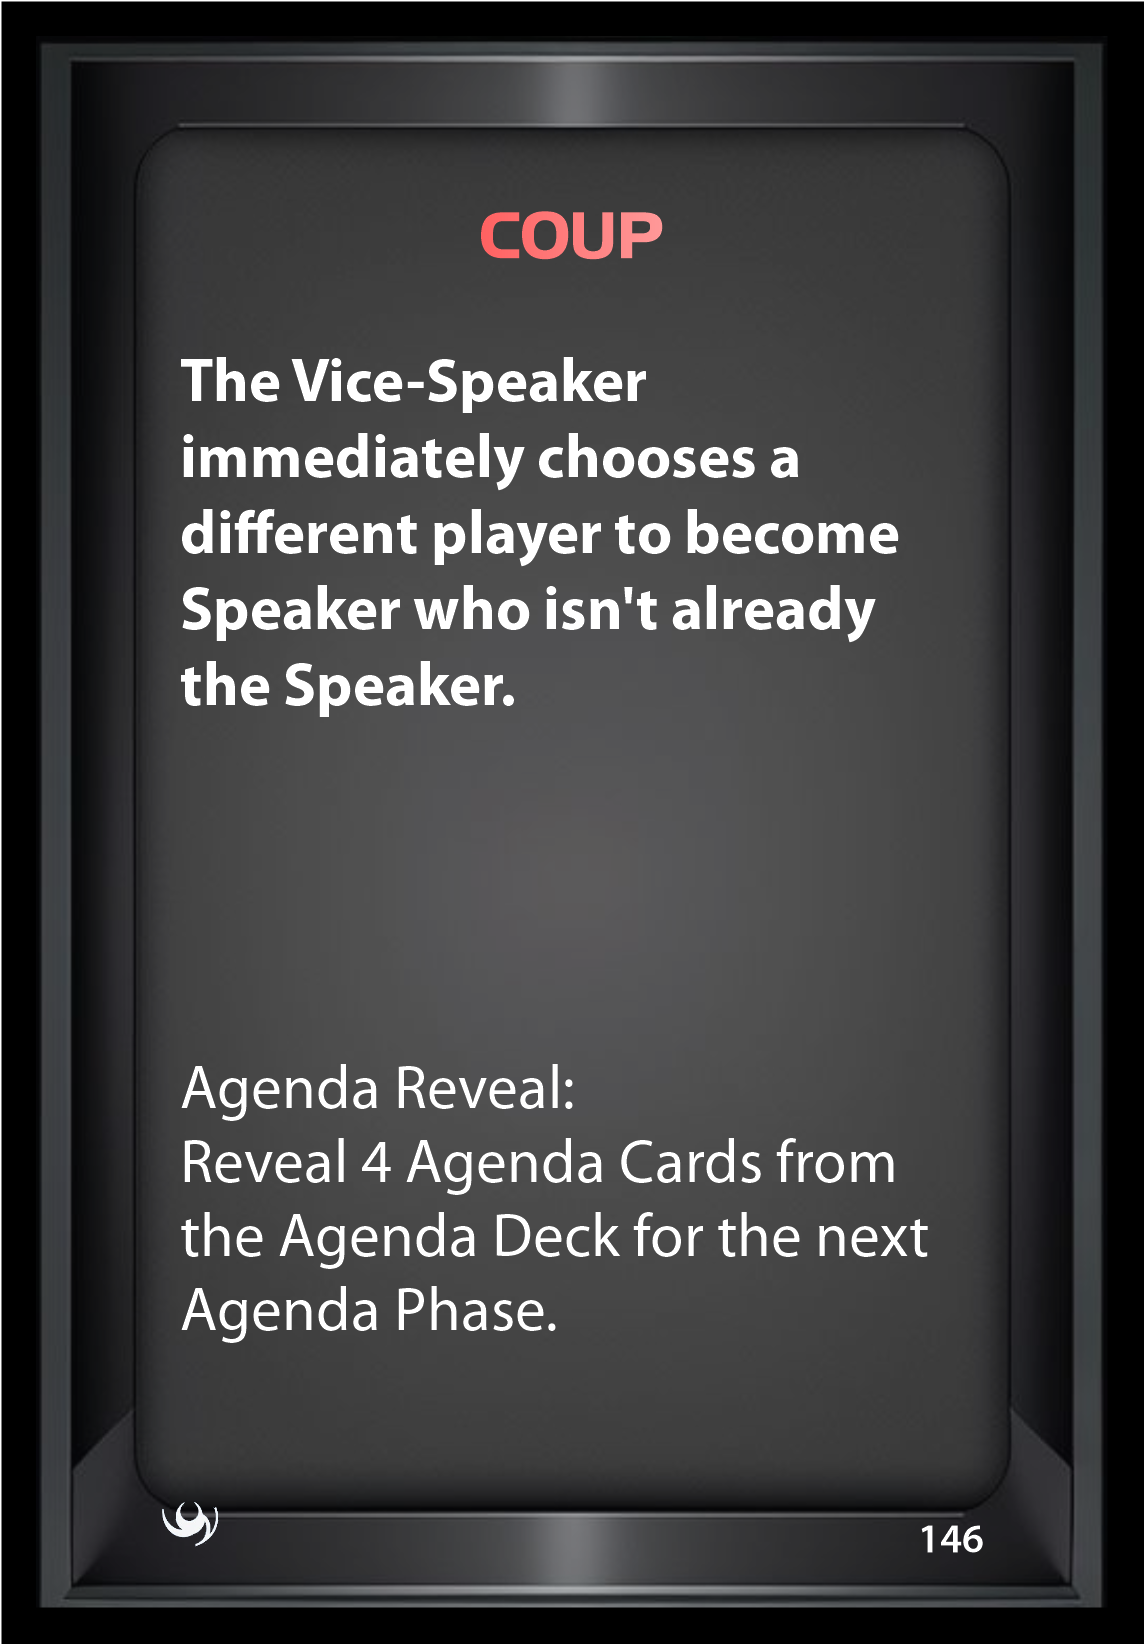 COUP
The Vice-Speaker
immediately chooses a
different player to become
Speaker who isn't already
the Speaker.
Agenda Reveal:
Reveal 4 Agenda Cards from
the Agenda Deck for the next
Agenda Phase.
146